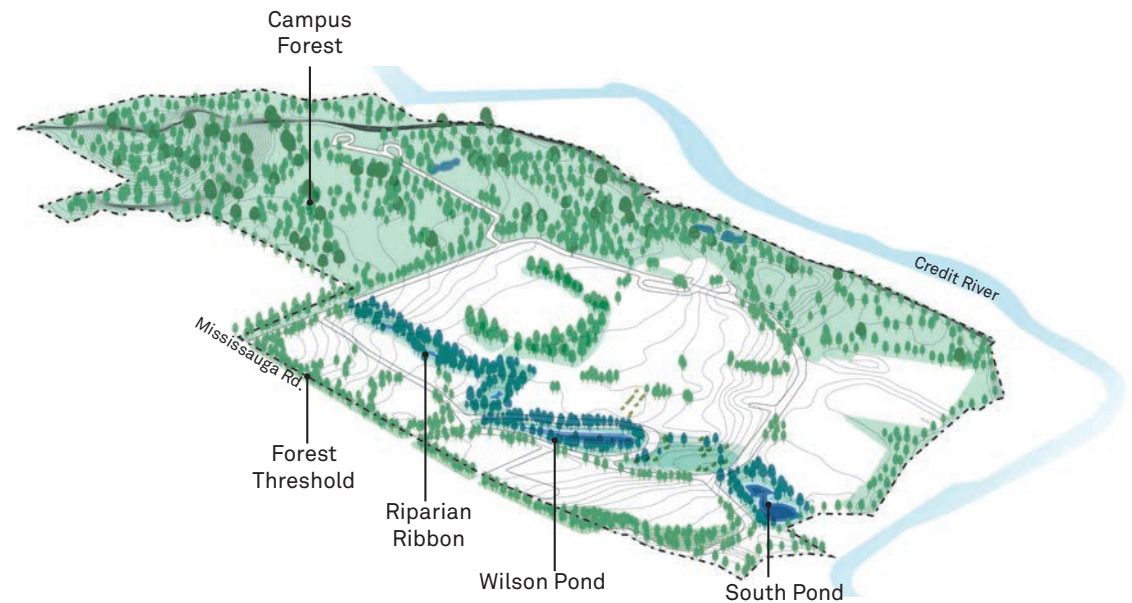 Campus
Forest
Credit River
Mississauga Rd.
Forest
Threshold
Riparian
Ribbon
Wilson Pond
South Pond